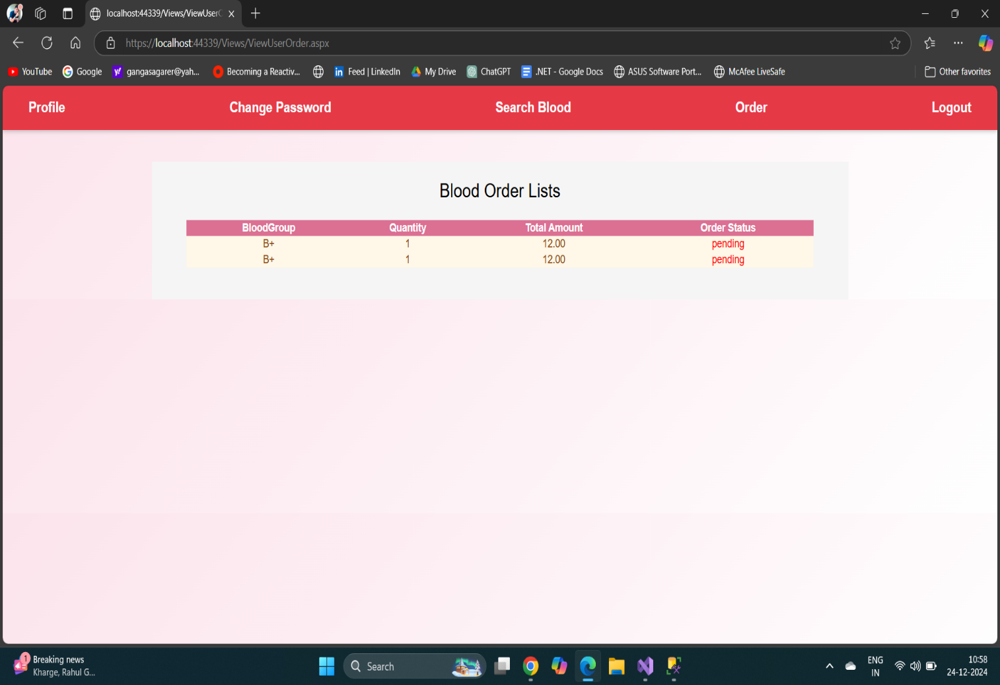 localhost:44339/Views/ViewUserO
https://localhost:44339/Views/ViewUserOrder.aspx
YouTube Google gangasagarer@yah... Becoming a Reactiv... Feed | LinkedIn My Drive ChatGPT .NET - Google Docs ASUS Software Port... McAfee LiveSafe Other favorites
Profile Change Password Search Blood Order Logout
Blood Order Lists
BloodGroup Quantity Total Amount Order Status
B+ 1 12.00 pending
B+ 1 12.00 pending
1 Breaking news
Kharge, Rahul G...
Search
ENG
IN
10:58
24-12-2024